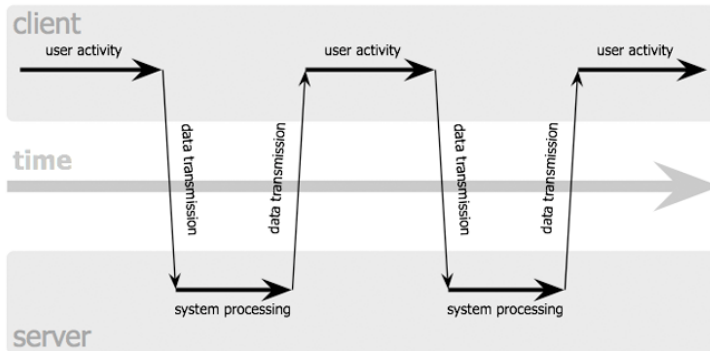 client
user activity
user activity
user activity
data transmission
data transmission
data transmission
data transmission
time
system processing
system processing
server